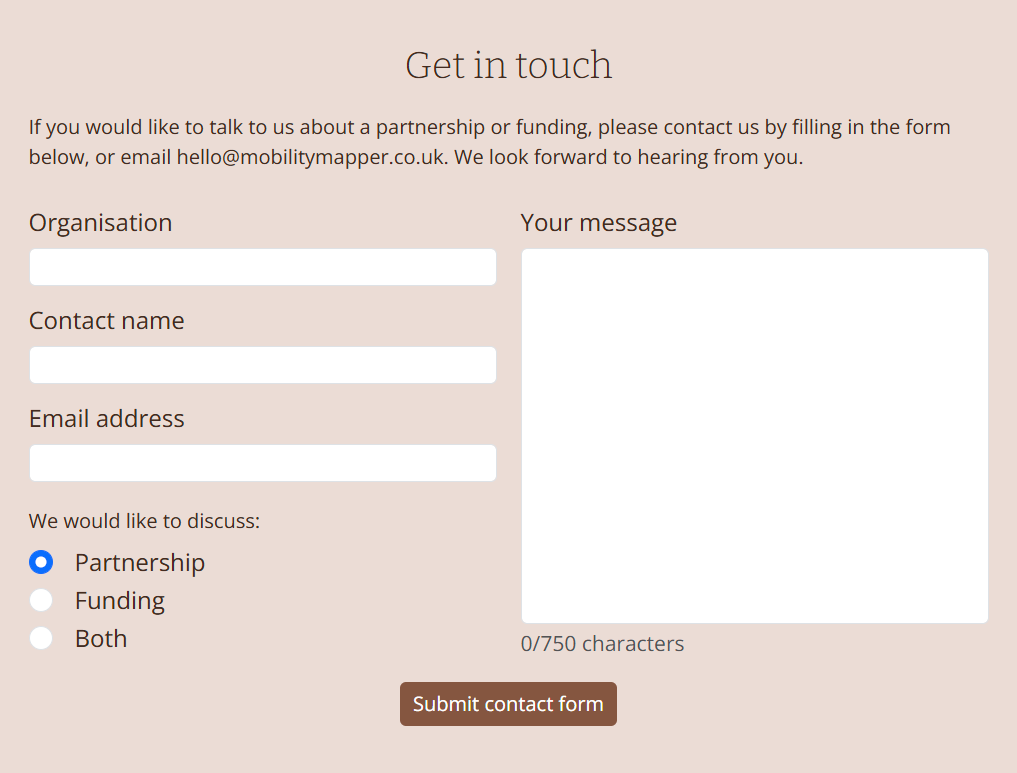 Get in touch
If you would like to talk to us about a partnership or funding, please contact us by filling in the form
below, or email hello@mobilitymapper.co.uk. We look forward to hearing from you.
Organisation
Contact name
Email address
We would like to discuss:
Partnership
Funding
Both
Your message
0/750 characters
Submit contact form